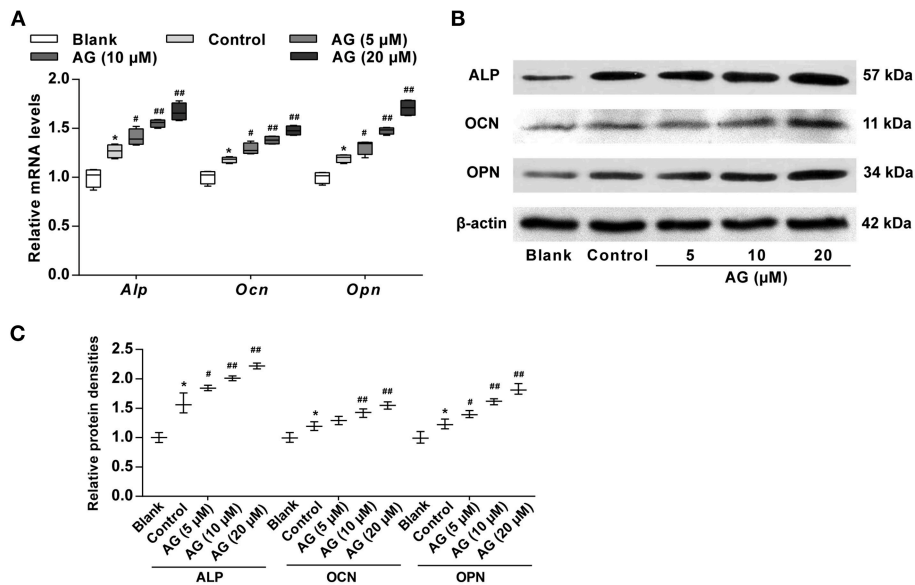 A
Blank
Control
AG (5 µM)
AG (10 µM)
AG (20 µM)
Relative mRNA levels
2.0
1.5
1.0
0.5
0.0
* # ## ##
* # ## ##
* # ## ##
Alp Ocn Opn
B
ALP 57 kDa
OCN 11 kDa
OPN 34 kDa
β-actin 42 kDa
Blank Control 5 10 20
AG (µM)
C
Relative protein densities
2.5
2.0
1.5
1.0
0.5
0.0
* # ## ##
* ## ##
* # ## ##
Blank Control AG (5 µM) AG (10 µM) AG (20 µM)
Blank Control AG (5 µM) AG (10 µM) AG (20 µM)
Blank Control AG (5 µM) AG (10 µM) AG (20 µM)
ALP OCN OPN